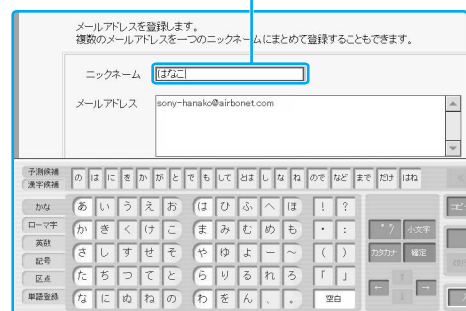 メールアドレスを登録します。
複数のメールアドレスを一つのニックネームにまとめて登録することもできます。
ニックネーム はなこ
メールアドレス sony-hanako@airbonet.com
予測候補
漢字候補
の は に を か が と で も して とは し な ね ので など まで だけ はね
かな あ い う え お は ひ ふ へ ほ ! ?
ローマ字 か き く け こ ま み む め も ・ :
英数 さ し す せ そ や ゆ よ ー ~ ( ) カタカナ 確定
記号 た ち つ て と ら り る れ ろ 「 」
区点 な に ぬ ね の わ を ん 、 。 空白
単語登録
小文字